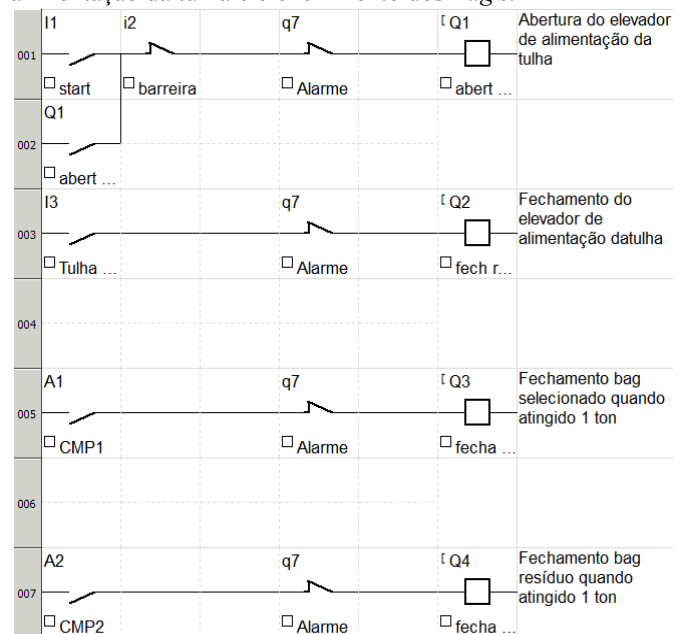 I1 i2 q7 [ Q1 Abertura do elevador
de alimentação da
tulha
001
start barreira Alarme abert ...
Q1
002
abert ...
I3 q7 [ Q2 Fechamento do
elevador de
alimentação datulha
003
Tulha ... Alarme fech r...
004
A1 q7 [ Q3 Fechamento bag
selecionado quando
atingido 1 ton
005
CMP1 Alarme fecha ...
006
A2 q7 [ Q4 Fechamento bag
resíduo quando
atingido 1 ton
007
CMP2 Alarme fecha ...